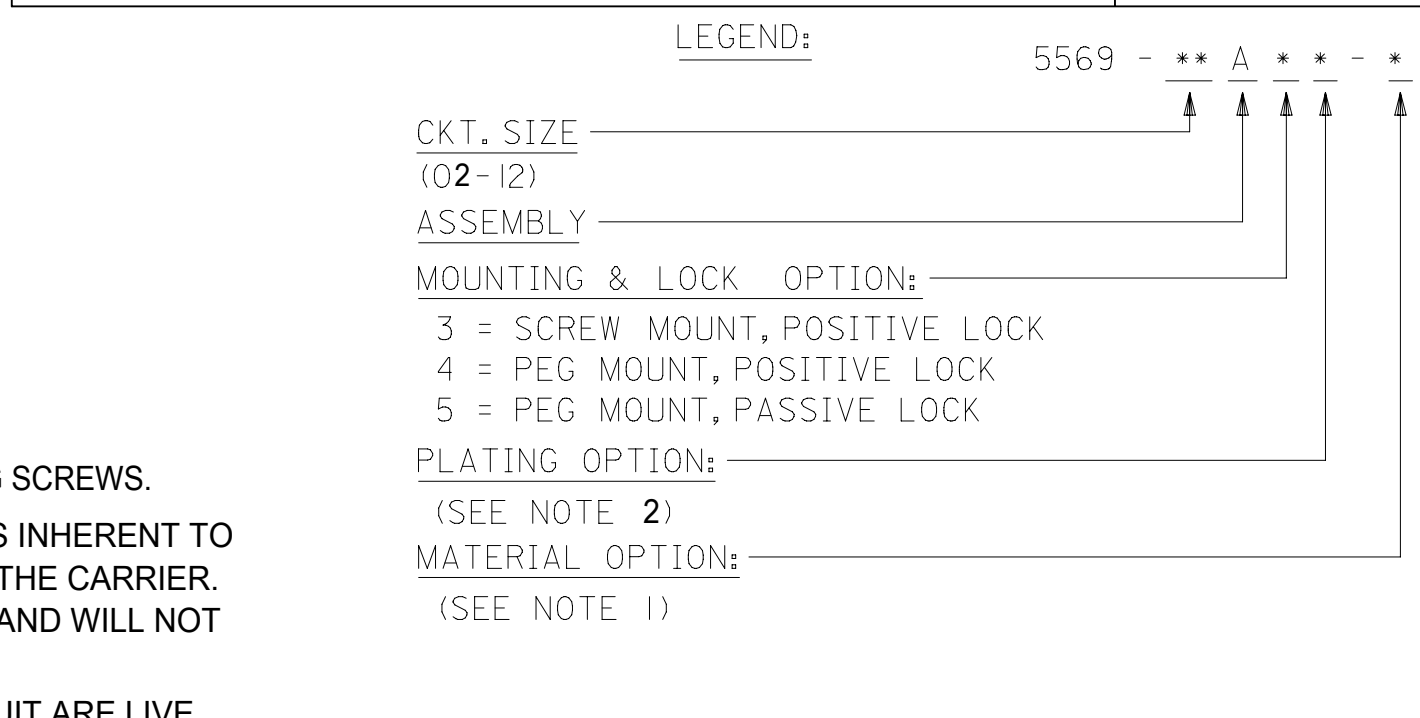 LEGEND:
5569 - ** A * * - *
CKT. SIZE
(02-12)
ASSEMBLY
MOUNTING & LOCK OPTION:
3 = SCREW MOUNT, POSITIVE LOCK
4 = PEG MOUNT, POSITIVE LOCK
5 = PEG MOUNT, PASSIVE LOCK
PLATING OPTION:
(SEE NOTE 2)
MATERIAL OPTION:
(SEE NOTE 1)
SCREWS.
INHERENT TO
THE CARRIER.
AND WILL NOT
ARE LIVE